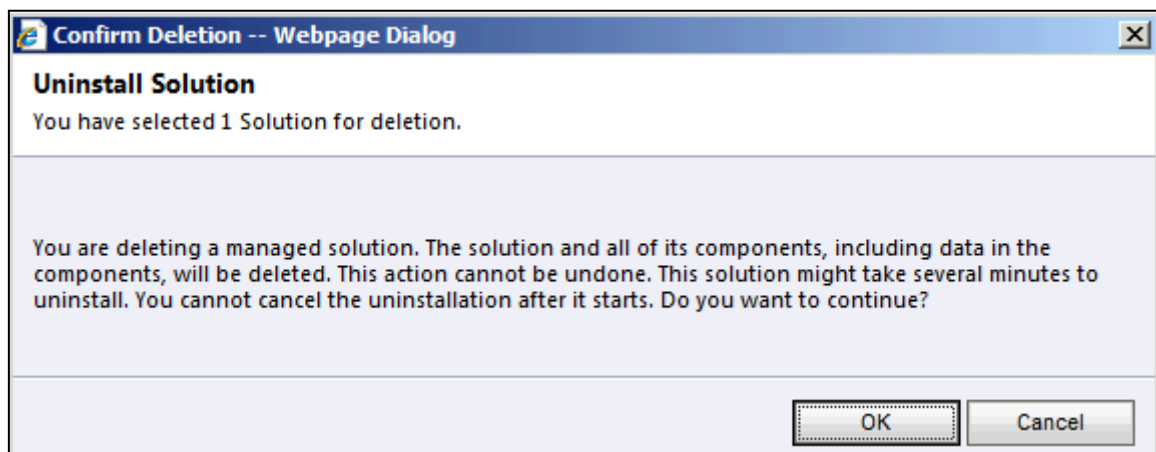 Confirm Deletion -- Webpage Dialog
Uninstall Solution
You have selected 1 Solution for deletion.
You are deleting a managed solution. The solution and all of its components, including data in the
components, will be deleted. This action cannot be undone. This solution might take several minutes to
uninstall. You cannot cancel the uninstallation after it starts. Do you want to continue?
OK
Cancel